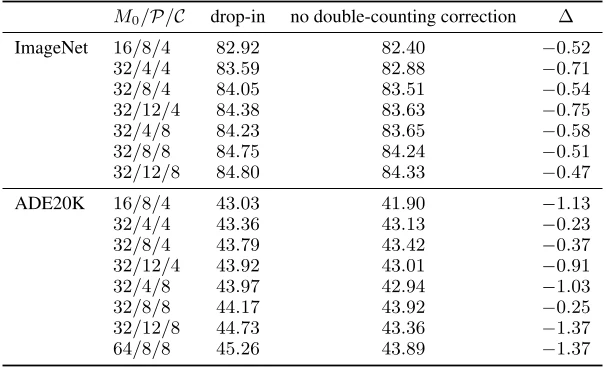 M₀/𝒫/𝒞 drop-in no double-counting correction Δ
ImageNet 16/8/4 82.92 82.40 −0.52
32/4/4 83.59 82.88 −0.71
32/8/4 84.05 83.51 −0.54
32/12/4 84.38 83.63 −0.75
32/4/8 84.23 83.65 −0.58
32/8/8 84.75 84.24 −0.51
32/12/8 84.80 84.33 −0.47
ADE20K 16/8/4 43.03 41.90 −1.13
32/4/4 43.36 43.13 −0.23
32/8/4 43.79 43.42 −0.37
32/12/4 43.92 43.01 −0.91
32/4/8 43.97 42.94 −1.03
32/8/8 44.17 43.92 −0.25
32/12/8 44.73 43.36 −1.37
64/8/8 45.26 43.89 −1.37